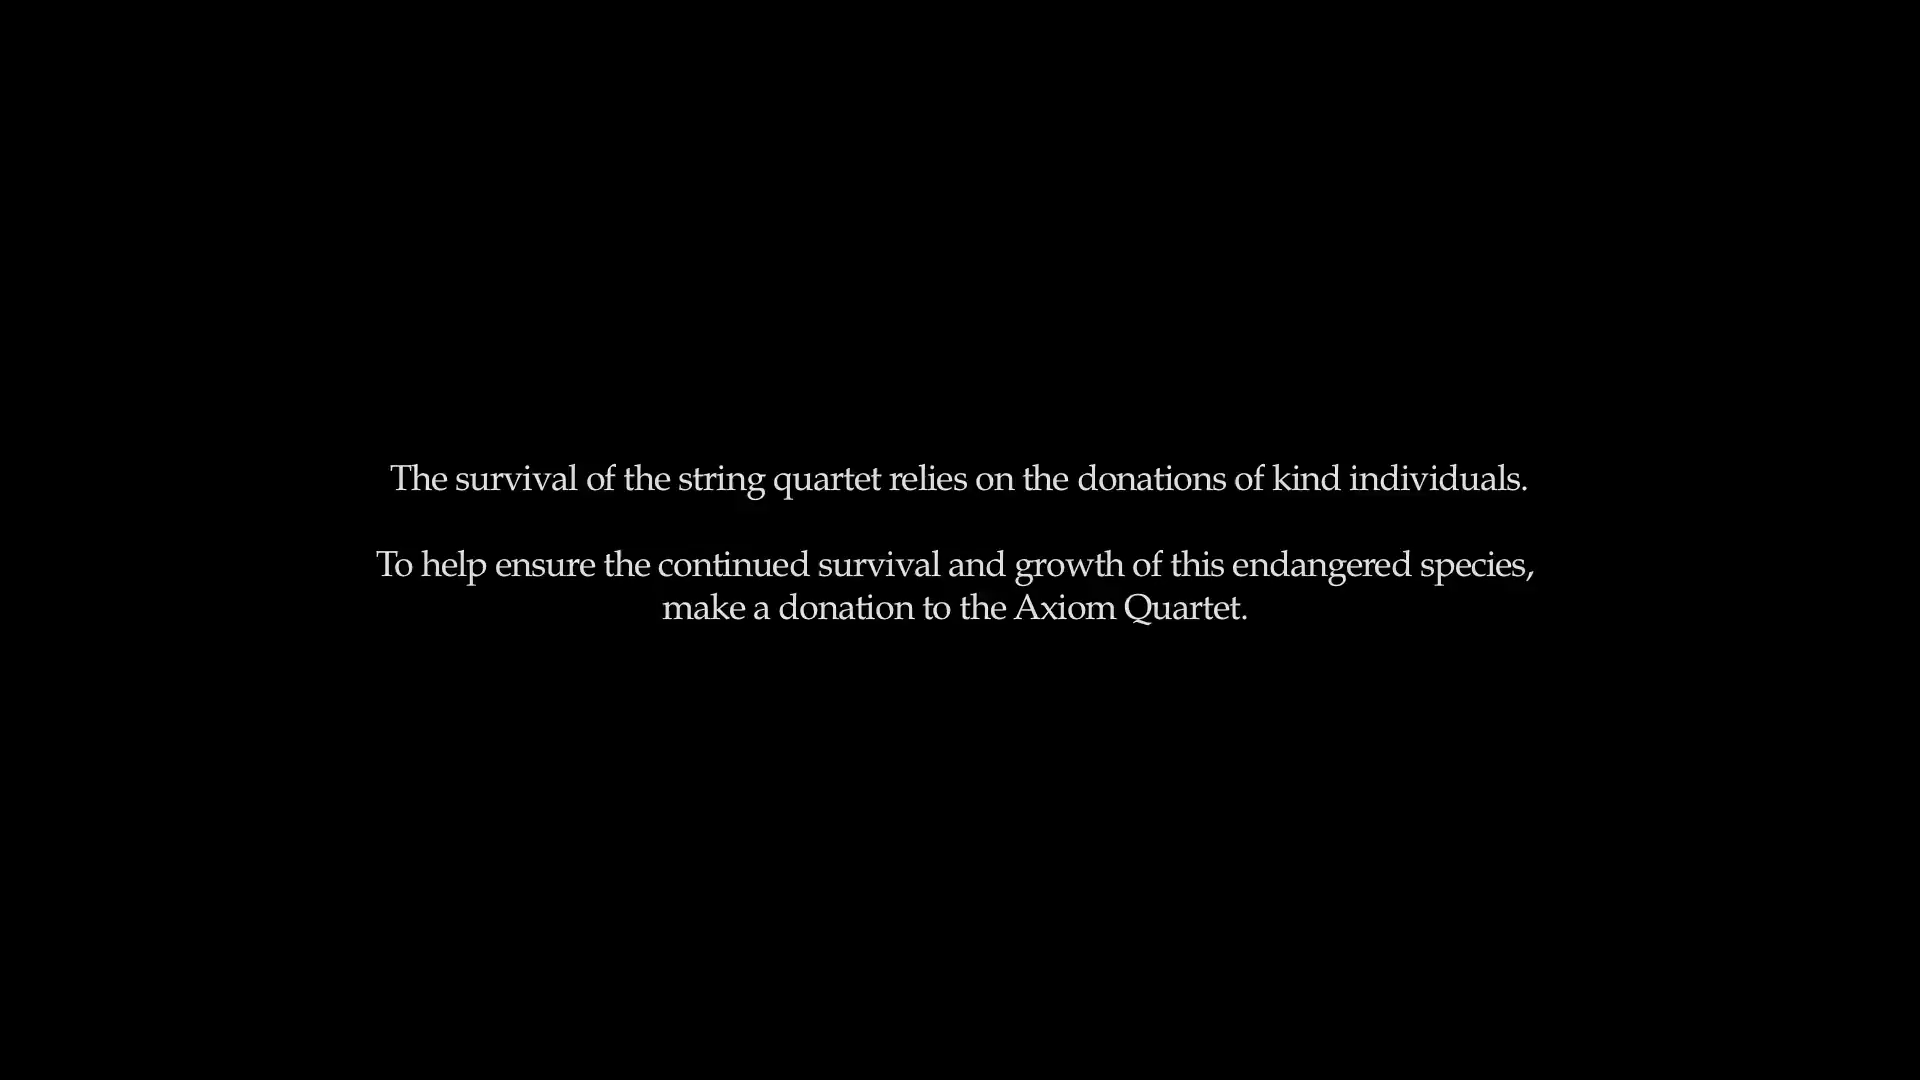 The survival of the string quartet relies on the donations of kind individuals.
To help ensure the continued survival and growth of this endangered species,
make a donation to the Axiom Quartet.